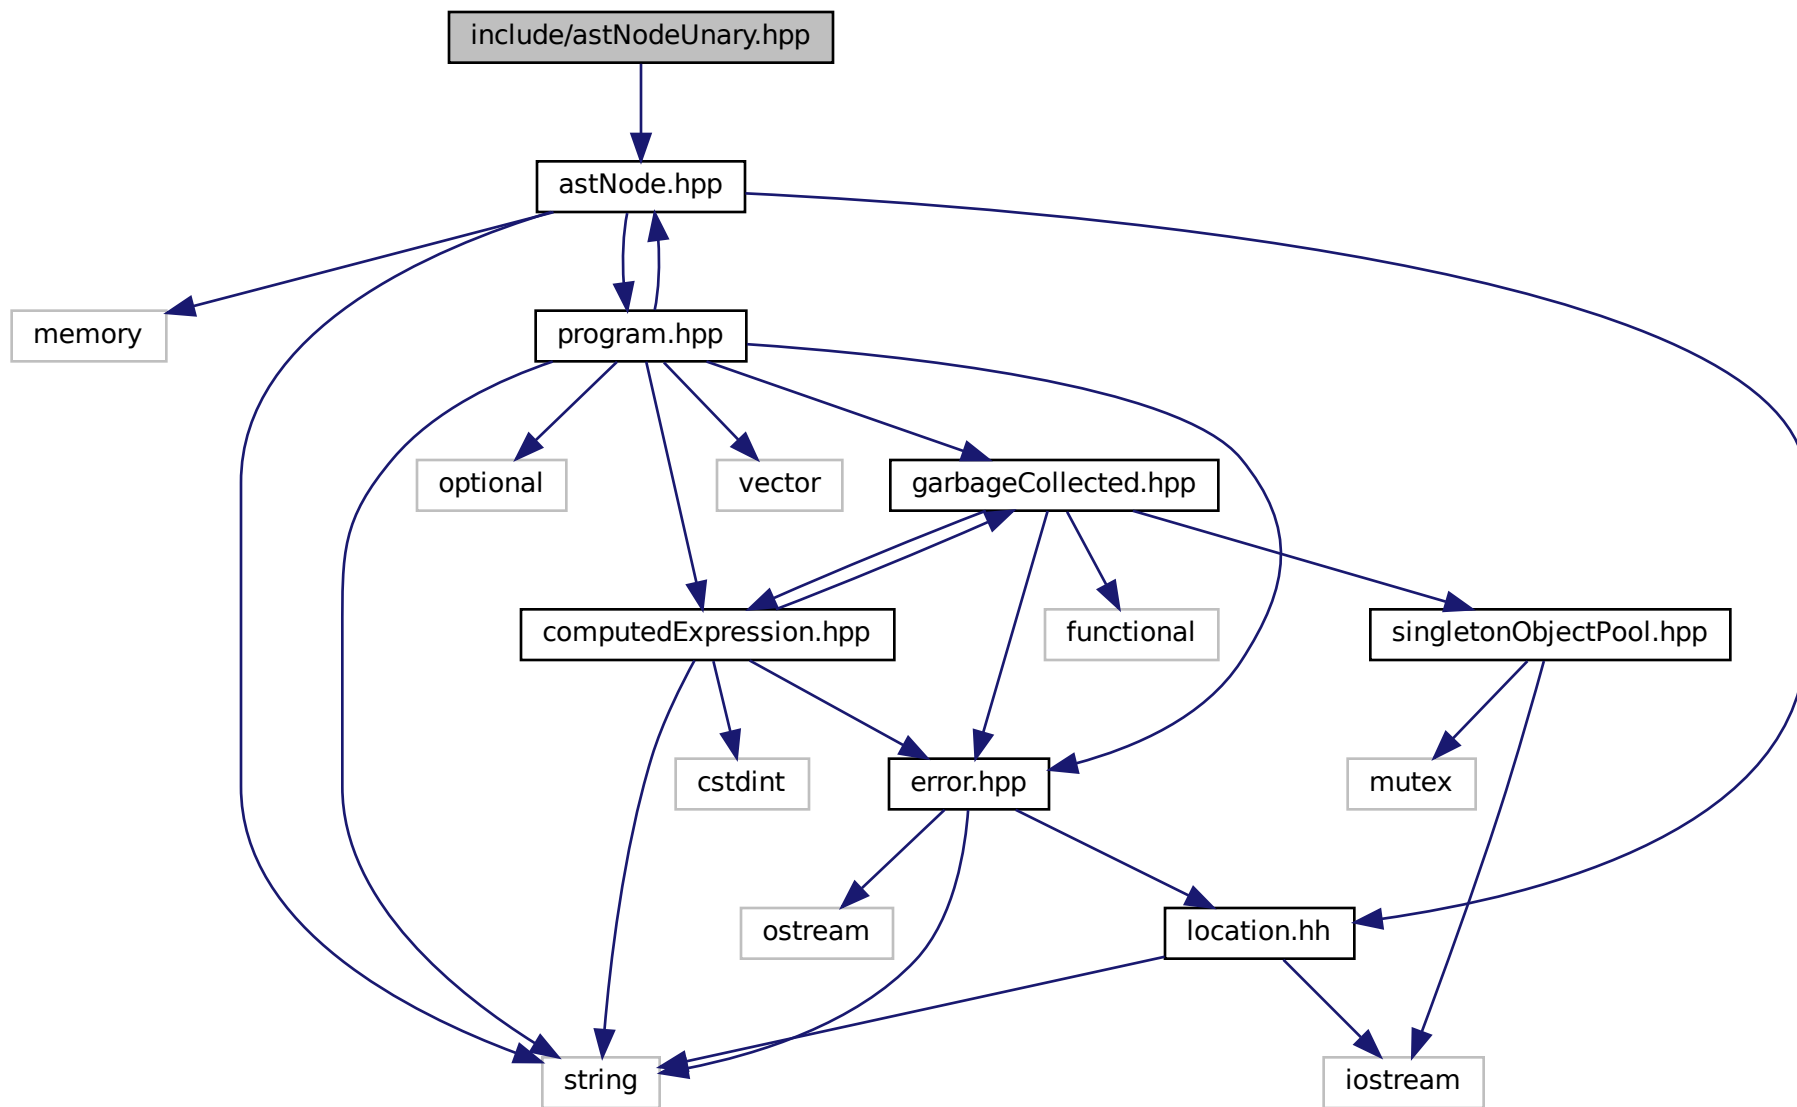 include/astNodeUnary.hpp
astNode.hpp
memory
program.hpp
optional
vector
garbageCollected.hpp
computedExpression.hpp
functional
singletonObjectPool.hpp
cstdint
error.hpp
mutex
ostream
location.hh
string
iostream